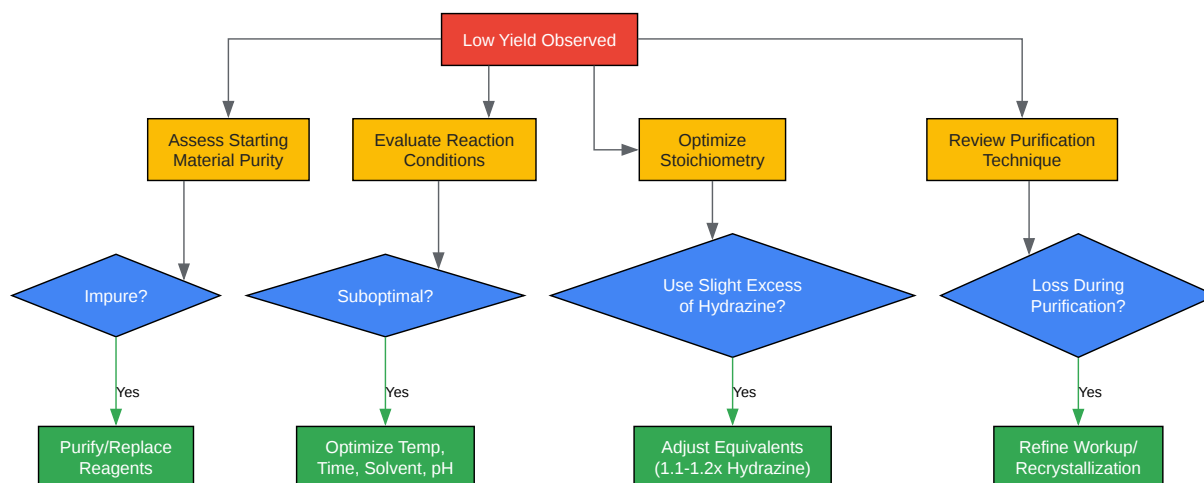 Low Yield Observed
Assess Starting
Material Purity
Evaluate Reaction
Conditions
Optimize
Stoichiometry
Review Purification
Technique
Impure?
Suboptimal?
Use Slight Excess
of Hydrazine?
Loss During
Purification?
Yes
Yes
Yes
Yes
Purify/Replace
Reagents
Optimize Temp,
Time, Solvent, pH
Adjust Equivalents
(1.1-1.2x Hydrazine)
Refine Workup/
Recrystallization